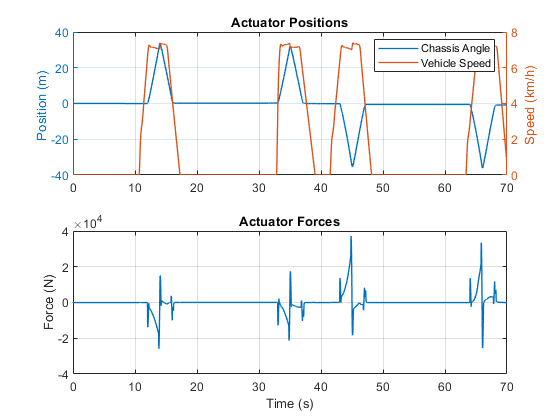 Actuator Positions
40
20
0
-20
-40
Position (m)
8
6
4
2
0
Speed (km/h)
Chassis Angle
Vehicle Speed
0 10 20 30 40 50 60 70
Actuator Forces
×10^4
4
2
0
-2
-4
Force (N)
0 10 20 30 40 50 60 70
Time (s)